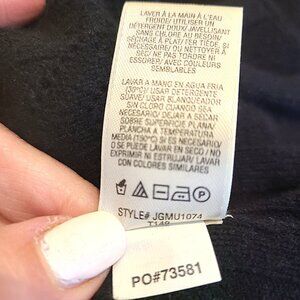 LAVER À LA MAIN À L'EAU
FROIDE/ UTILISER UN
DÉTERGENT DOUX/ JAVELLISANT
SANS CHLORE AU BESOIN/ SÉ
SÉCHAGE À PLAT/ FER TIÈDE, SI
NÉCESSAIRE/ OU NETTOYER À
SEC/ NE PAS TORDRE NI
ESSORER/ AVEC COULEURS
SEMBLABLES
LAVAR A MANO EN AGUA FRIA
(30°C)/ USAR DETERGENTE
SUAVE/ USAR BLANQUEADOR
SIN CLORO CUANDO SEA
NECESARIO/ DEJAR A SECAR
SOBRE SUPERFICIE PLANA/
PLANCHA A TEMPERATURA
MEDIA (150°C) SI ES NECESARIO/
O SE PUEDE LAVAR EN SECO/ NO
EXPRIMIR NI ESTRUJAR/ LAVAR
CON COLORES SIMILARES
P
STYLE# JGMU1074
T149
PO#73581